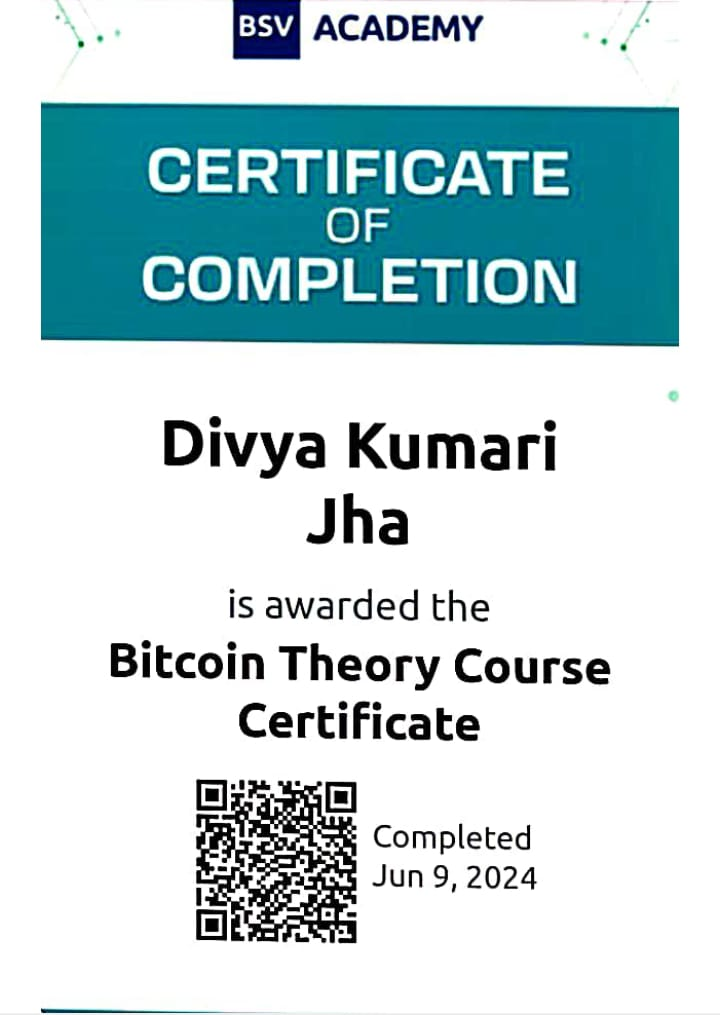 BSV ACADEMY
CERTIFICATE
OF
COMPLETION
Divya Kumari
Jha
is awarded the
Bitcoin Theory Course
Certificate
Completed
Jun 9, 2024